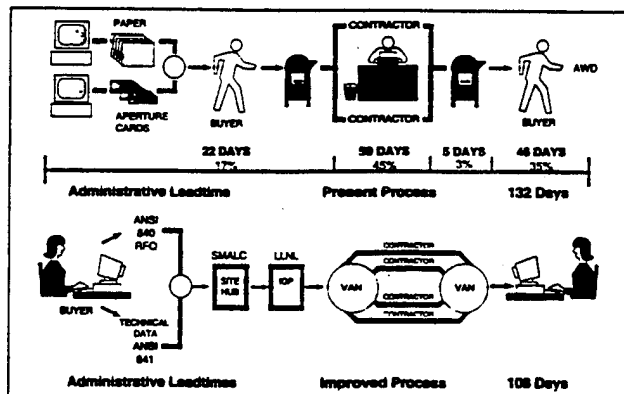 PAPER
APERTURE
CARDS
BUYER
CONTRACTOR
CONTRACTOR
BUYER
AWD
22 DAYS
17%
59 DAYS
45%
5 DAYS
3%
46 DAYS
35%
Administrative Leadtime
Present Process
132 Days
ANSI
840
RFQ
BUYER
TECHNICAL
DATA
ANSI
841
SMALC
SITE
HUB
LLNL
IGP
VAN
CONTRACTOR
CONTRACTOR
CONTRACTOR
CONTRACTOR
VAN
Administrative Leadtimes
Improved Process
108 Days